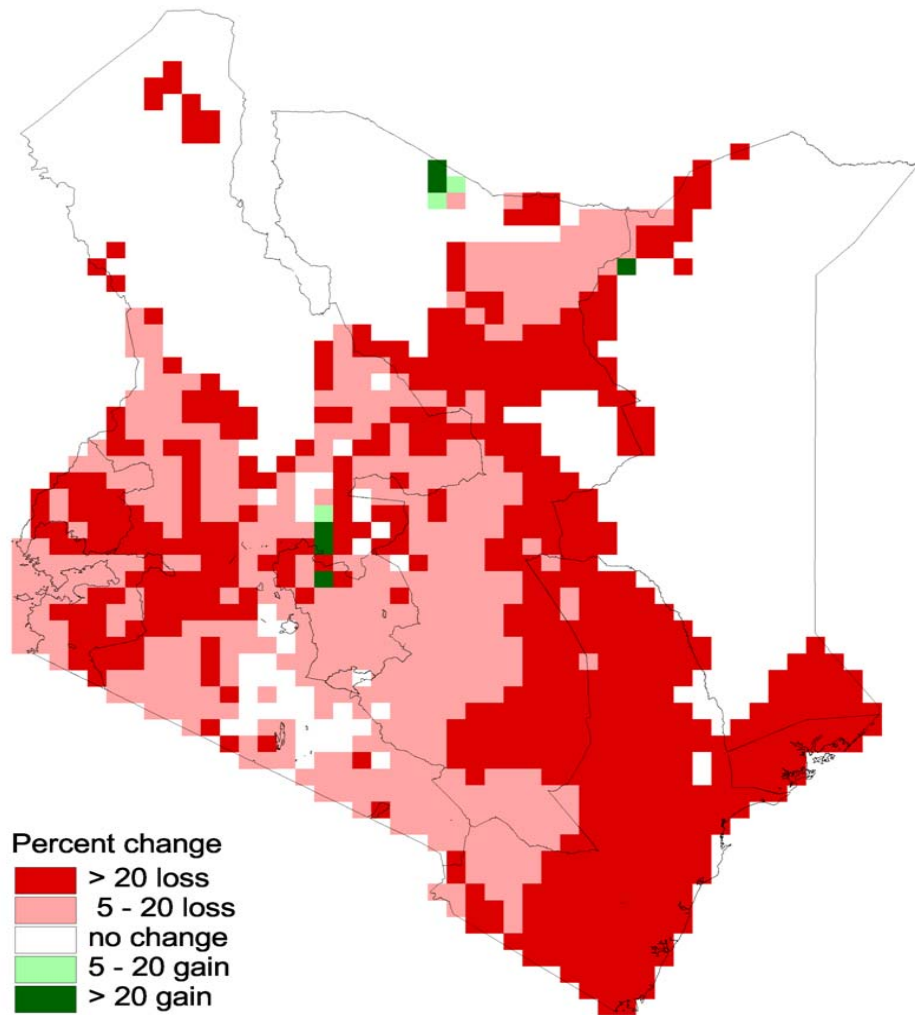 Percent change
> 20 loss
5 - 20 loss
no change
5 - 20 gain
> 20 gain